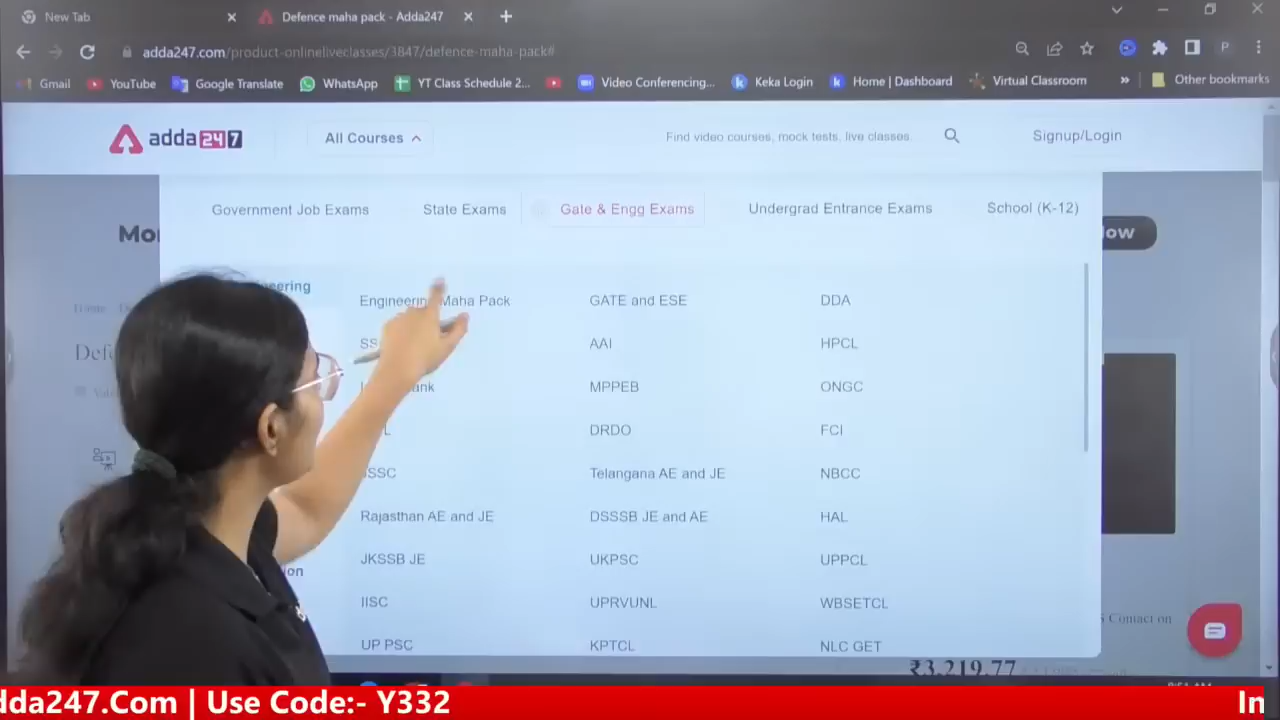 New Tab
Defence maha pack - Adda247
adda247.com/product-onlineliveclasses/3847/defence-maha-pack#
P
Gmail YouTube Google Translate WhatsApp YT Class Schedule 2... Video Conferencing... Keka Login Home | Dashboard Virtual Classroom » Other bookmarks
adda247
All Courses
Find video courses, mock tests, live classes.
Signup/Login
Government Job Exams State Exams Gate & Engg Exams Undergrad Entrance Exams School (K-12)
Engineering Maha Pack GATE and ESE DDA
AAI HPCL
MPPEB ONGC
DRDO FCI
Telangana AE and JE NBCC
Rajasthan AE and JE DSSSB JE and AE HAL
JKSSB JE UKPSC UPPCL
IISC UPRVUNL WBSETCL
Contact on
UP PSC KPTCL NLC GET
₹3,219.77
dda247.Com | Use Code:- Y332
In